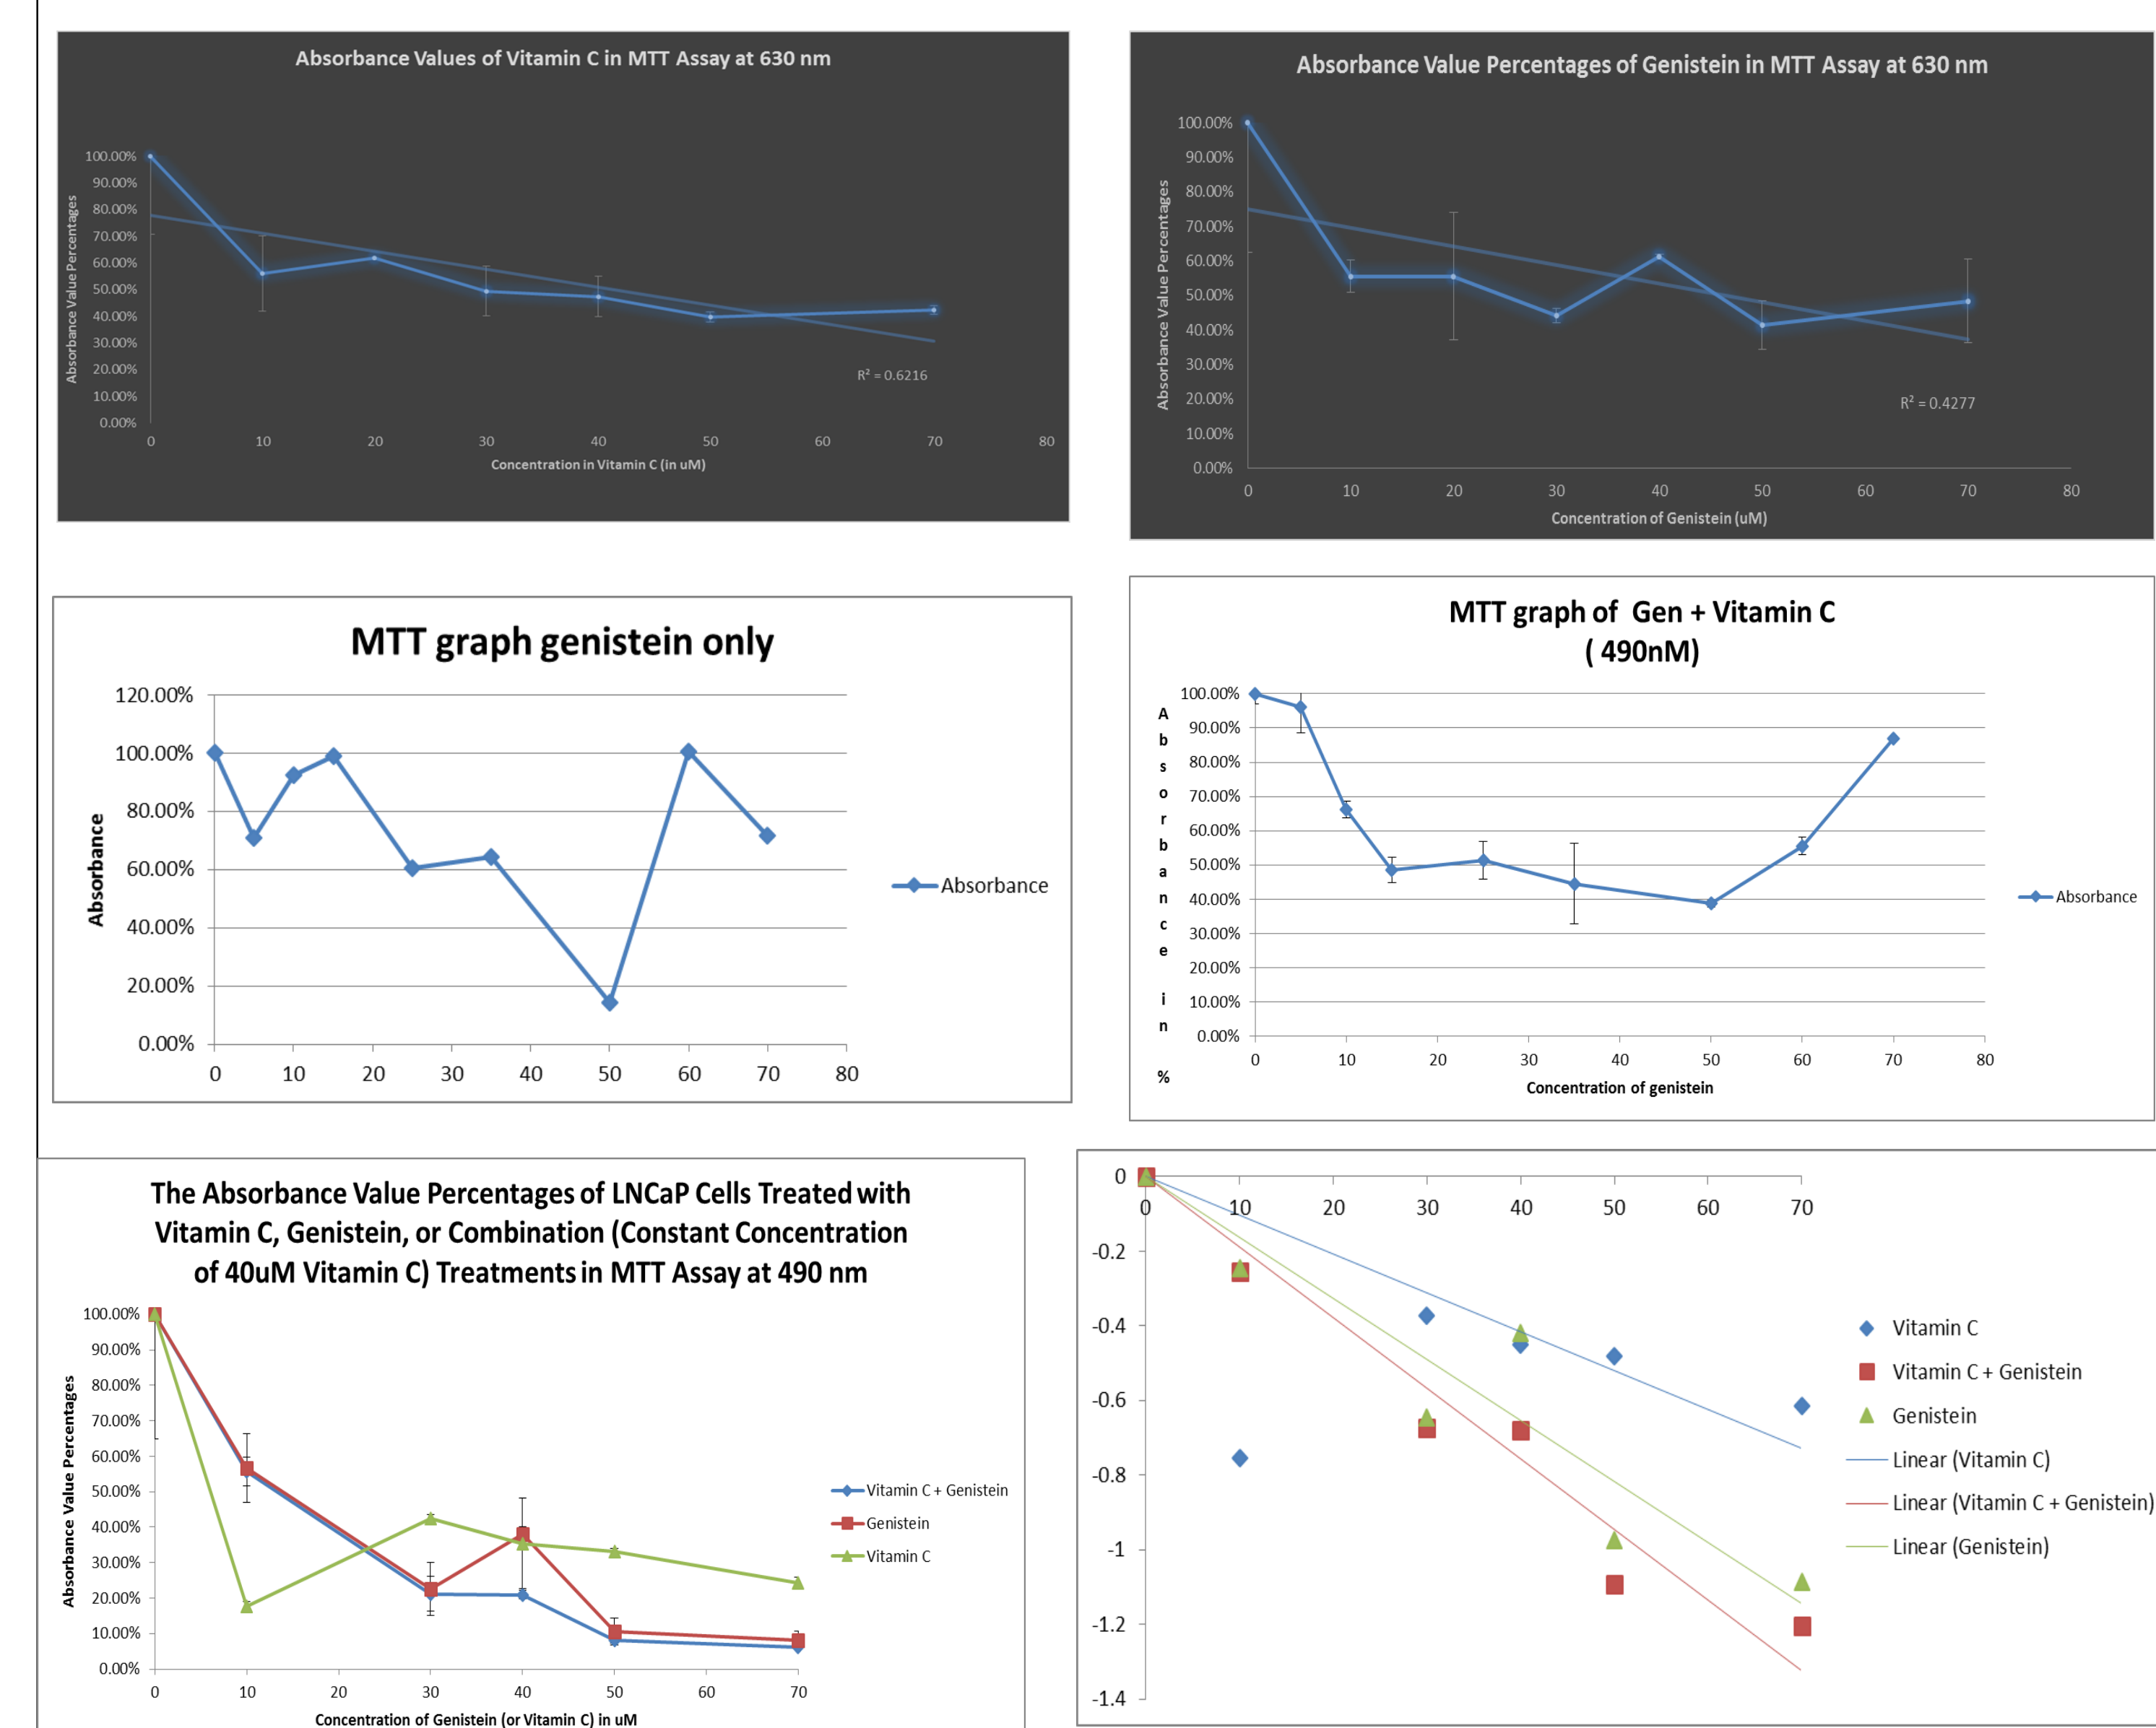 Absorbance Values of Vitamin C in MTT Assay at 630 nm
Absorbance Value Percentages
100.00%
90.00%
80.00%
70.00%
60.00%
50.00%
40.00%
30.00%
20.00%
10.00%
0.00%
R² = 0.6216
0 10 20 30 40 50 60 70 80
Concentration in Vitamin C (in uM)
Absorbance Value Percentages of Genistein in MTT Assay at 630 nm
Absorbance Value Percentages
100.00%
90.00%
80.00%
70.00%
60.00%
50.00%
40.00%
30.00%
20.00%
10.00%
0.00%
R² = 0.4277
0 10 20 30 40 50 60 70 80
Concentration of Genistein (uM)
MTT graph genistein only
Absorbance
120.00%
100.00%
80.00%
60.00%
40.00%
20.00%
0.00%
0 10 20 30 40 50 60 70 80
Absorbance
MTT graph of Gen + Vitamin C
( 490nM)
Absorbance in %
100.00%
90.00%
80.00%
70.00%
60.00%
50.00%
40.00%
30.00%
20.00%
10.00%
0.00%
0 10 20 30 40 50 60 70 80
Concentration of genistein
Absorbance
The Absorbance Value Percentages of LNCaP Cells Treated with
Vitamin C, Genistein, or Combination (Constant Concentration
of 40uM Vitamin C) Treatments in MTT Assay at 490 nm
Absorbance Value Percentages
100.00%
90.00%
80.00%
70.00%
60.00%
50.00%
40.00%
30.00%
20.00%
10.00%
0.00%
0 10 20 30 40 50 60 70
Concentration of Genistein (or Vitamin C) in uM
Vitamin C + Genistein
Genistein
Vitamin C
0
0 10 20 30 40 50 60 70
-0.2
-0.4
-0.6
-0.8
-1
-1.2
-1.4
Vitamin C
Vitamin C + Genistein
Genistein
Linear (Vitamin C)
Linear (Vitamin C + Genistein)
Linear (Genistein)